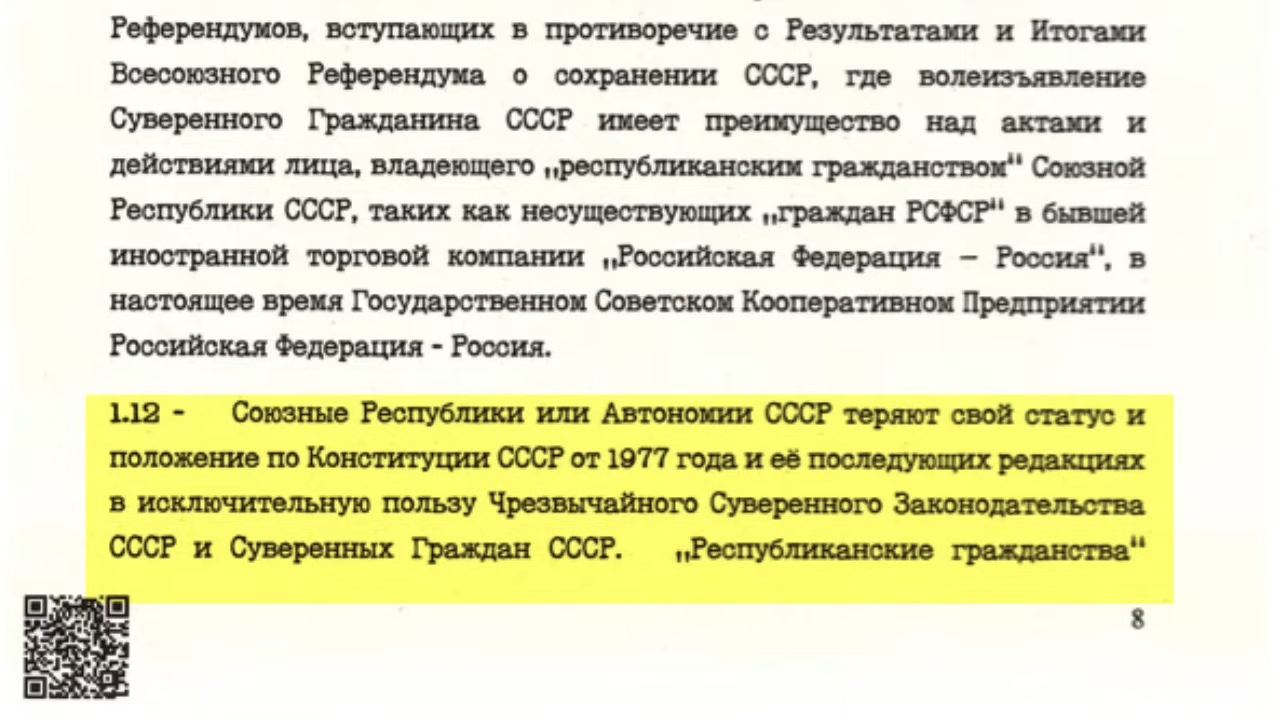 Референдумов, вступающих в противоречие с Результатами и Итогами
Всесоюзного Референдума о сохранении СССР, где волеизъявление
Суверенного Гражданина СССР имеет преимущество над актами и
действиями лица, владеющего „республиканским гражданством“ Союзной
Республики СССР, таких как несуществующих „граждан РСФСР“ в бывшей
иностранной торговой компании „Российская Федерация – Россия“, в
настоящее время Государственном Советском Кооперативном Предприятии
Российская Федерация - Россия.
1.12 - Союзные Республики или Автономии СССР теряют свой статус и
положение по Конституции СССР от 1977 года и её последующих редакциях
в исключительную пользу Чрезвычайного Суверенного Законодательства
СССР и Суверенных Граждан СССР. „Республиканские гражданства“
8